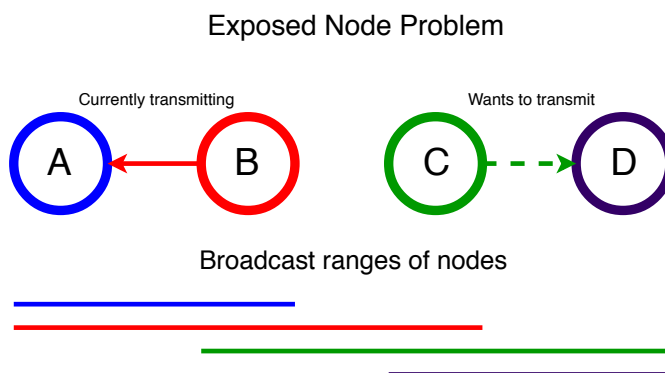 Exposed Node Problem
Currently transmitting
Wants to transmit
A
B
C
D
Broadcast ranges of nodes